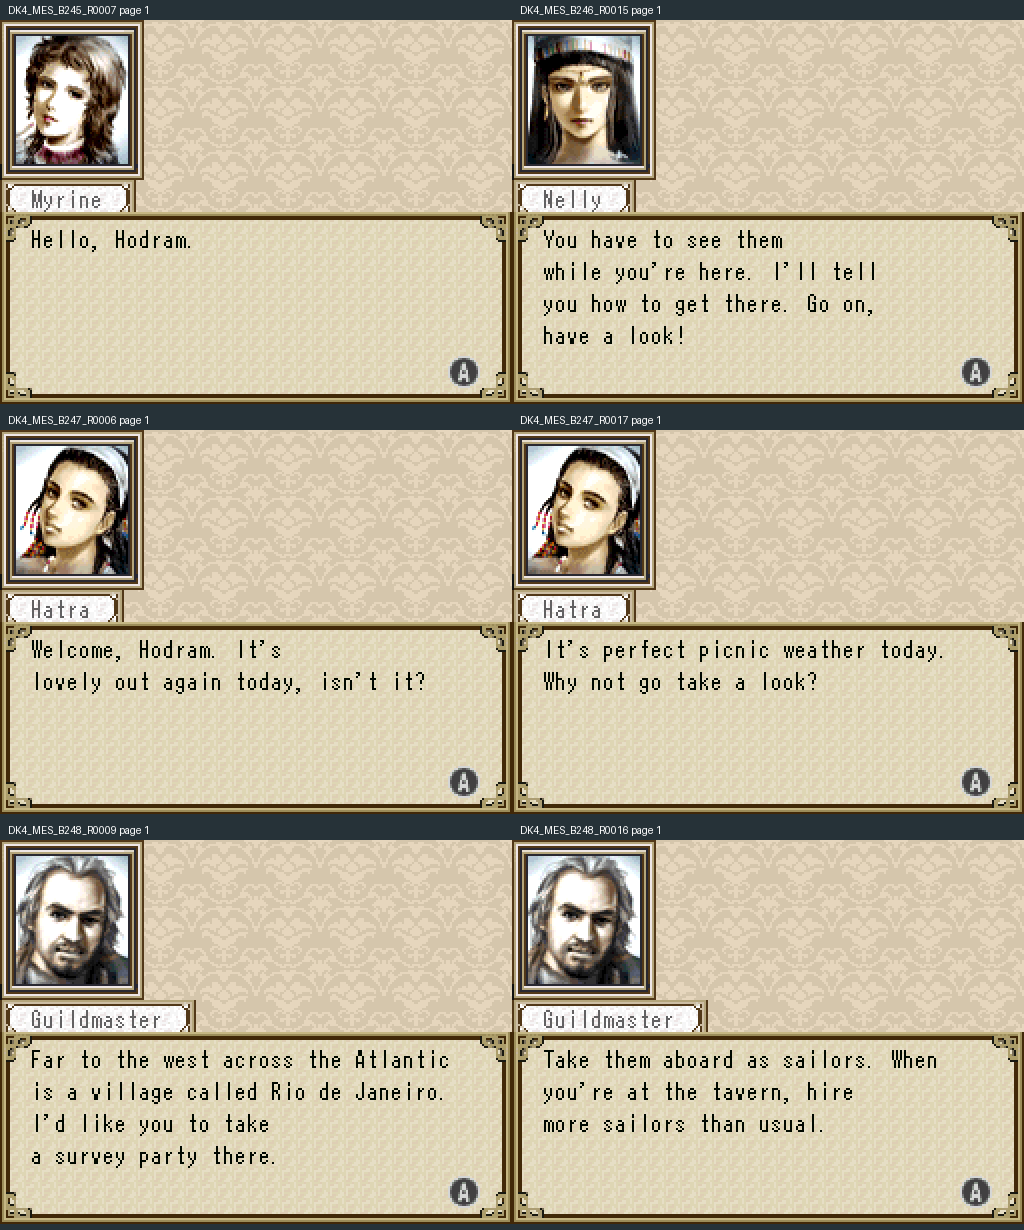 DK4_MES_B245_R0007 page 1
Myrine
Hello, Hodram.
A
DK4_MES_B246_R0015 page 1
Nelly
You have to see them
while you're here. I'll tell
you how to get there. Go on,
have a look!
A
DK4_MES_B247_R0006 page 1
Hatra
Welcome, Hodram. It's
lovely out again today, isn't it?
A
DK4_MES_B247_R0017 page 1
Hatra
It's perfect picnic weather today.
Why not go take a look?
A
DK4_MES_B248_R0009 page 1
Guildmaster
Far to the west across the Atlantic
is a village called Rio de Janeiro.
I'd like you to take
a survey party there.
A
DK4_MES_B248_R0016 page 1
Guildmaster
Take them aboard as sailors. When
you're at the tavern, hire
more sailors than usual.
A